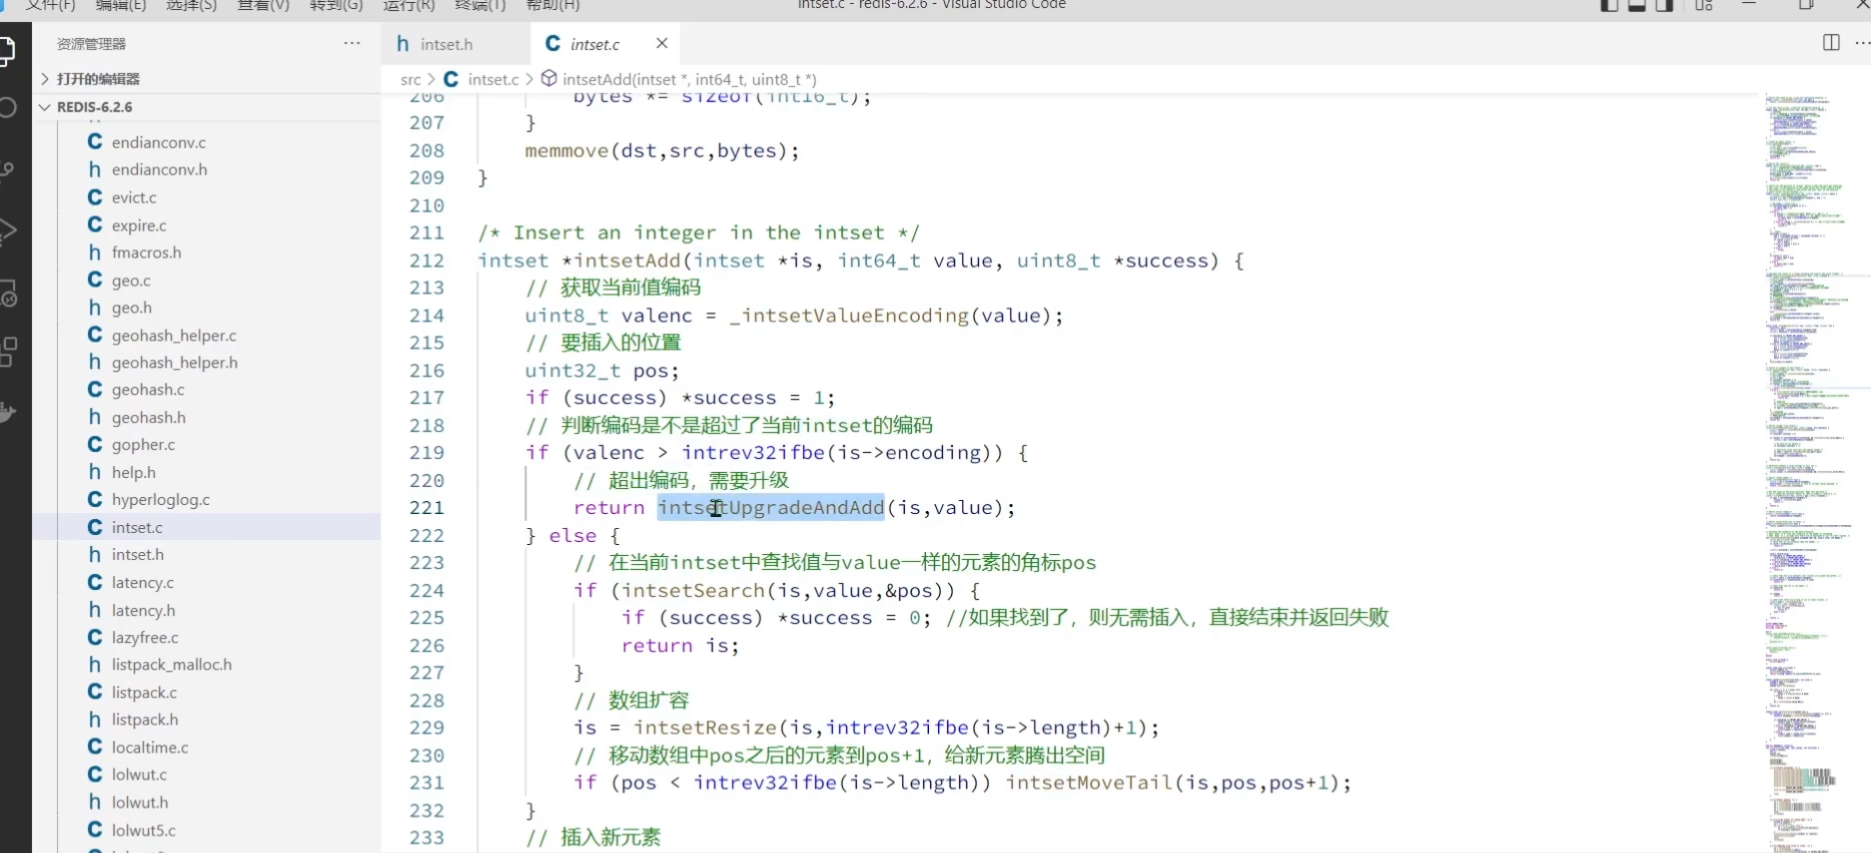 文件(F) 编辑(E) 选择(S) 查看(V) 转到(G) 运行(R) 终端(T) 帮助(H)
intset.c - redis-6.2.6 - Visual Studio Code
资源管理器
打开的编辑器
REDIS-6.2.6
endianconv.c
endianconv.h
evict.c
expire.c
fmacros.h
geo.c
geo.h
geohash_helper.c
geohash_helper.h
geohash.c
geohash.h
gopher.c
help.h
hyperloglog.c
intset.c
intset.h
latency.c
latency.h
lazyfree.c
listpack_malloc.h
listpack.c
listpack.h
localtime.c
lolwut.c
lolwut.h
lolwut5.c
intset.h
intset.c
src > intset.c > intsetAdd(intset *, int64_t, uint8_t *)
206 bytes *= sizeof(int16_t);
207 }
208 memmove(dst,src,bytes);
209 }
210
211 /* Insert an integer in the intset */
212 intset *intsetAdd(intset *is, int64_t value, uint8_t *success) {
213 // 获取当前值编码
214 uint8_t valenc = _intsetValueEncoding(value);
215 // 要插入的位置
216 uint32_t pos;
217 if (success) *success = 1;
218 // 判断编码是不是超过了当前intset的编码
219 if (valenc > intrev32ifbe(is->encoding)) {
220 // 超出编码，需要升级
221 return intsetUpgradeAndAdd(is,value);
222 } else {
223 // 在当前intset中查找值与value一样的元素的角标pos
224 if (intsetSearch(is,value,&pos)) {
225 if (success) *success = 0; //如果找到了，则无需插入，直接结束并返回失败
226 return is;
227 }
228 // 数组扩容
229 is = intsetResize(is,intrev32ifbe(is->length)+1);
230 // 移动数组中pos之后的元素到pos+1，给新元素腾出空间
231 if (pos < intrev32ifbe(is->length)) intsetMoveTail(is,pos,pos+1);
232 }
233 // 插入新元素